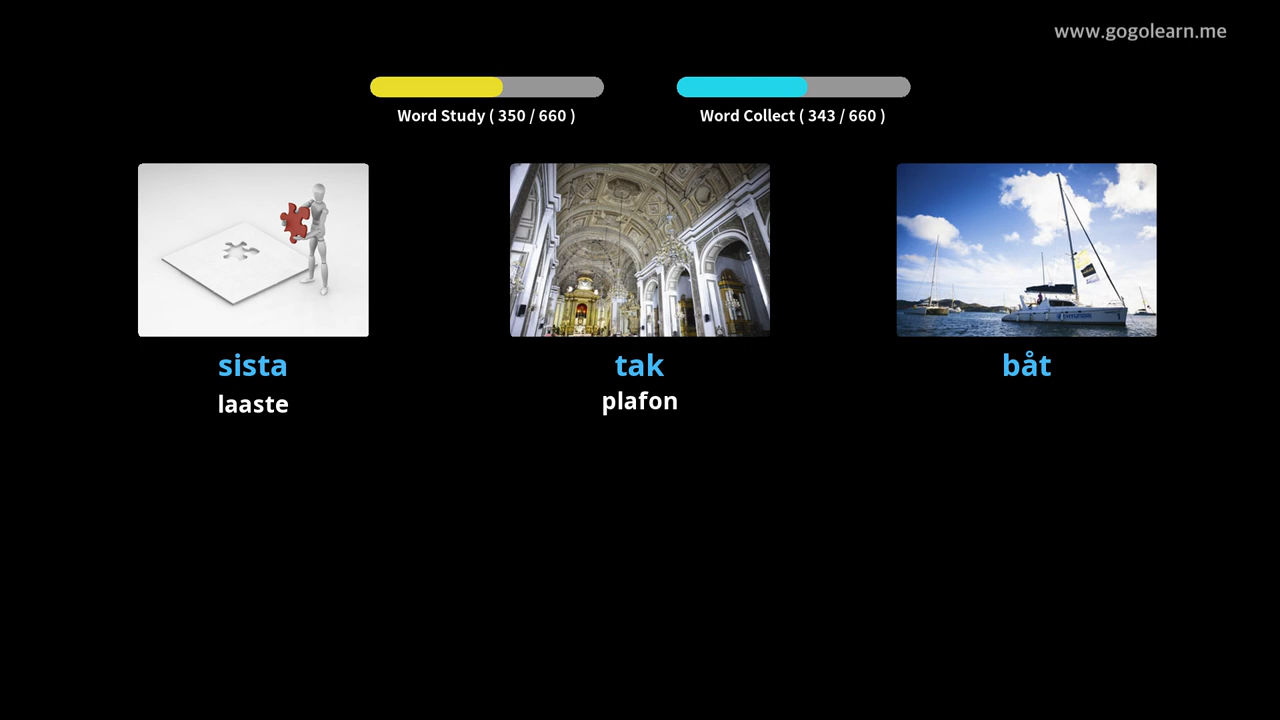 www.gogolearn.me
Word Study ( 350 / 660 )
Word Collect ( 343 / 660 )
sista
tak
båt
laaste
plafon